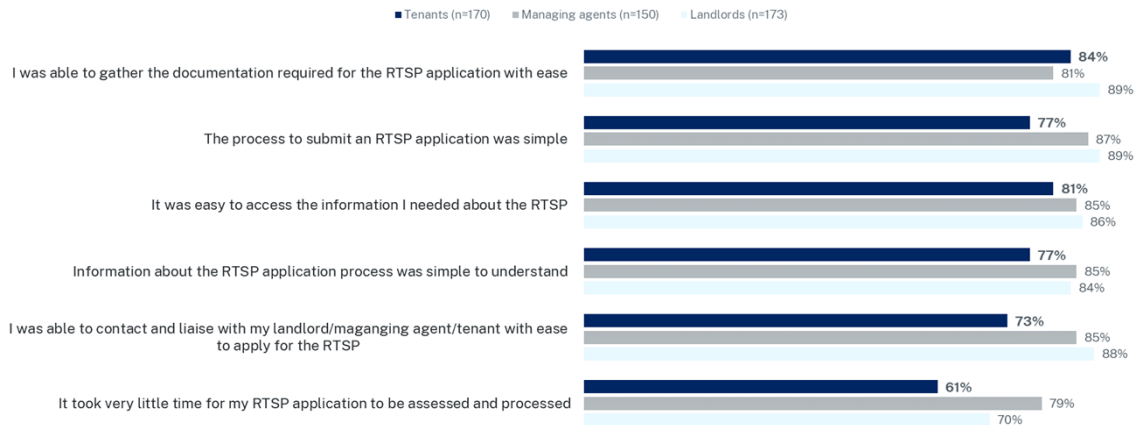 Tenants (n=170) Managing agents (n=150) Landlords (n=173)
I was able to gather the documentation required for the RTSP application with ease
84%
81%
89%
The process to submit an RTSP application was simple
77%
87%
89%
It was easy to access the information I needed about the RTSP
81%
85%
86%
Information about the RTSP application process was simple to understand
77%
85%
84%
I was able to contact and liaise with my landlord/maganging agent/tenant with ease
to apply for the RTSP
73%
85%
88%
It took very little time for my RTSP application to be assessed and processed
61%
79%
70%